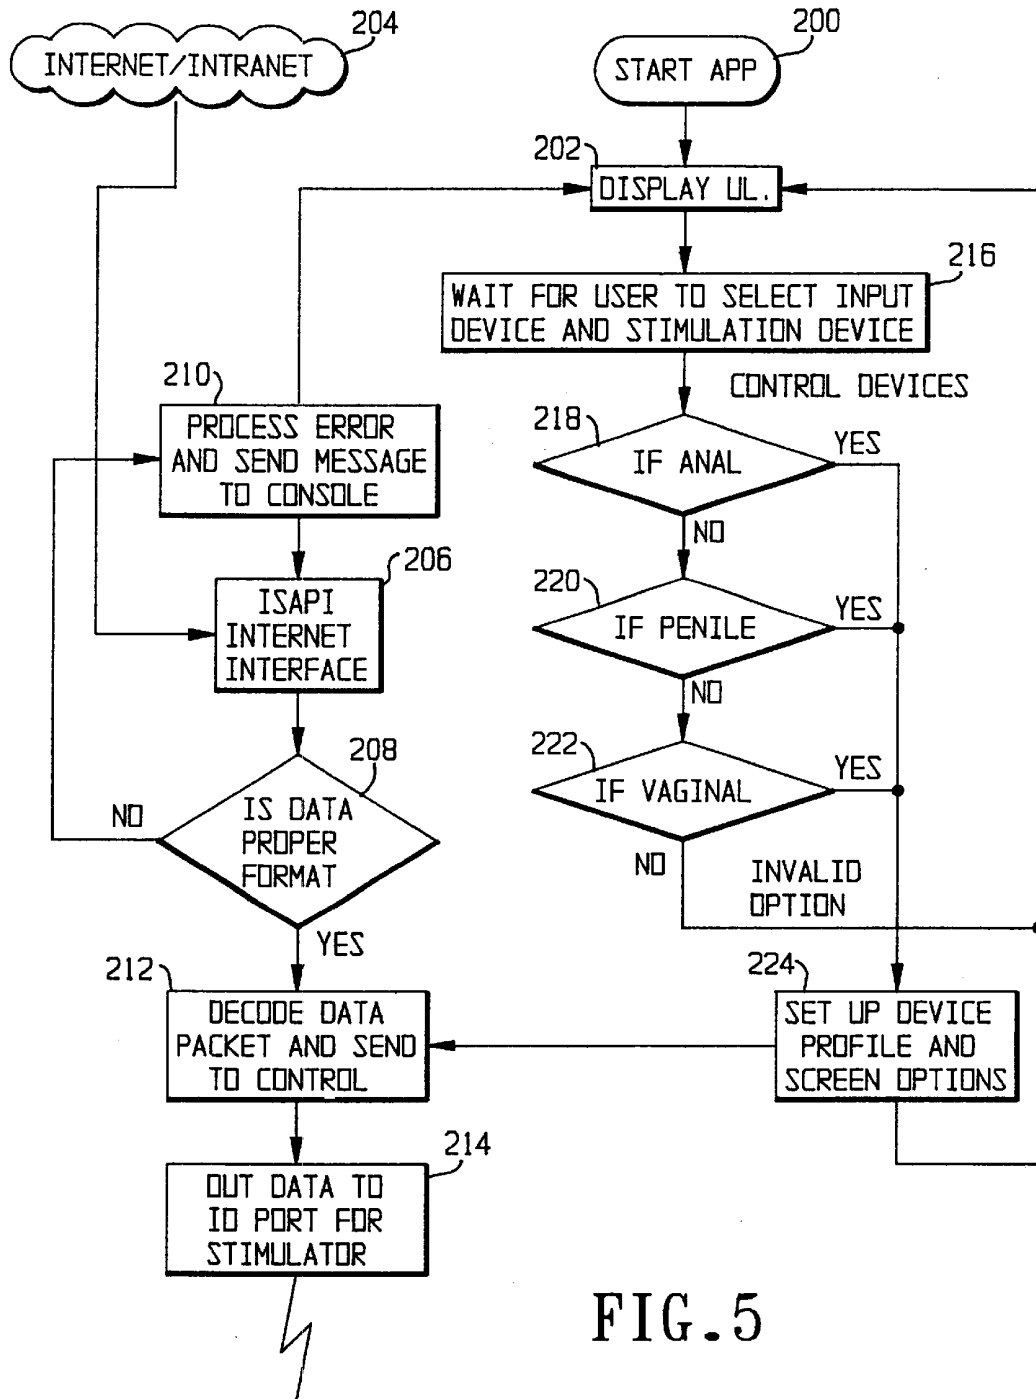 204
INTERNET/INTRANET
200
START APP
202
DISPLAY UL.
216
WAIT FOR USER TO SELECT INPUT
DEVICE AND STIMULATION DEVICE
CONTROL DEVICES
210
PROCESS ERROR
AND SEND MESSAGE
TO CONSOLE
218
IF ANAL
YES
NO
206
ISAPI
INTERNET
INTERFACE
220
IF PENILE
YES
NO
208
IS DATA
PROPER
FORMAT
NO
YES
222
IF VAGINAL
YES
NO
INVALID
OPTION
212
DECODE DATA
PACKET AND SEND
TO CONTROL
224
SET UP DEVICE
PROFILE AND
SCREEN OPTIONS
214
OUT DATA TO
IO PORT FOR
STIMULATOR
FIG.5